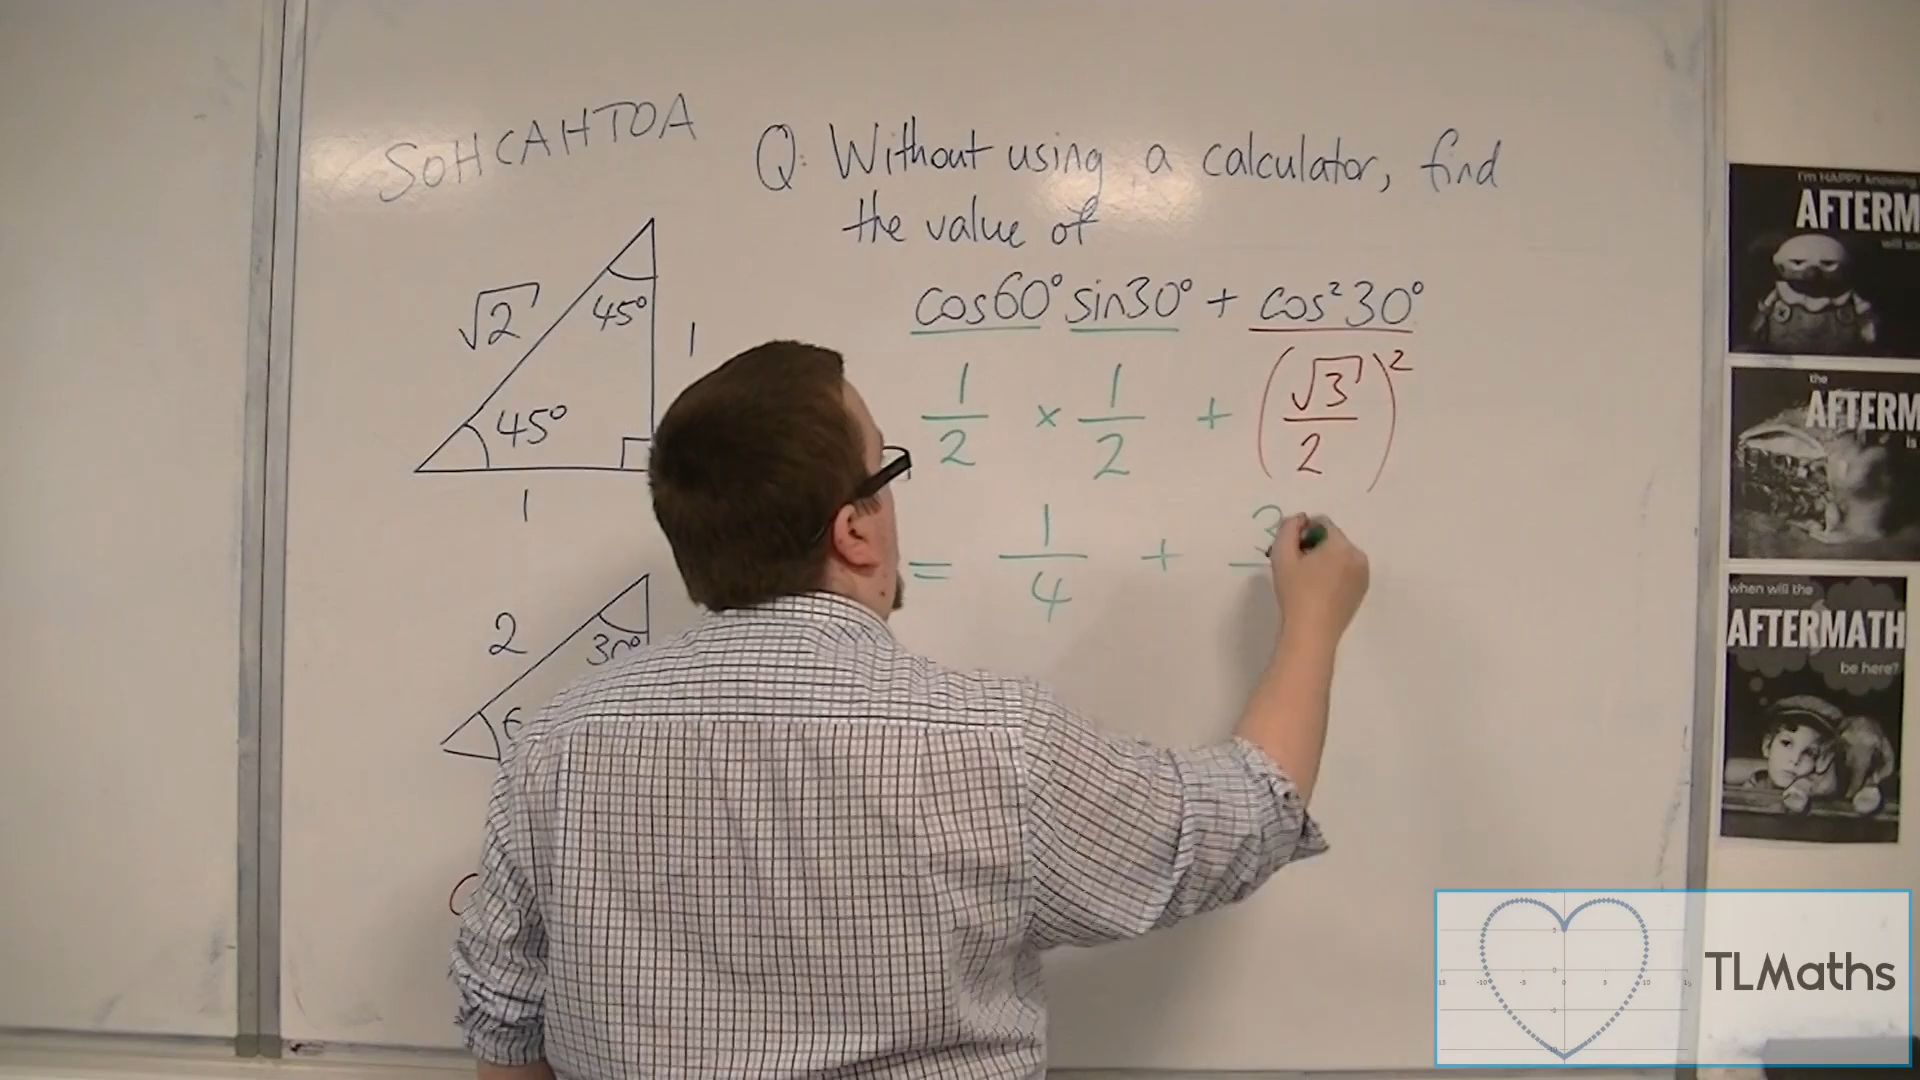 SOHCAHTOA
Q: Without using a calculator, find
the value of
cos60° sin30° + cos²30°
1/2 × 1/2 + (√3/2)²
= 1/4 + 3
√2
45°
1
45°
1
2
30°
I'm HAPPY knowing
AFTERM
will
the
AFTERM
is
when will the
AFTERMATH
be here?
TLMaths